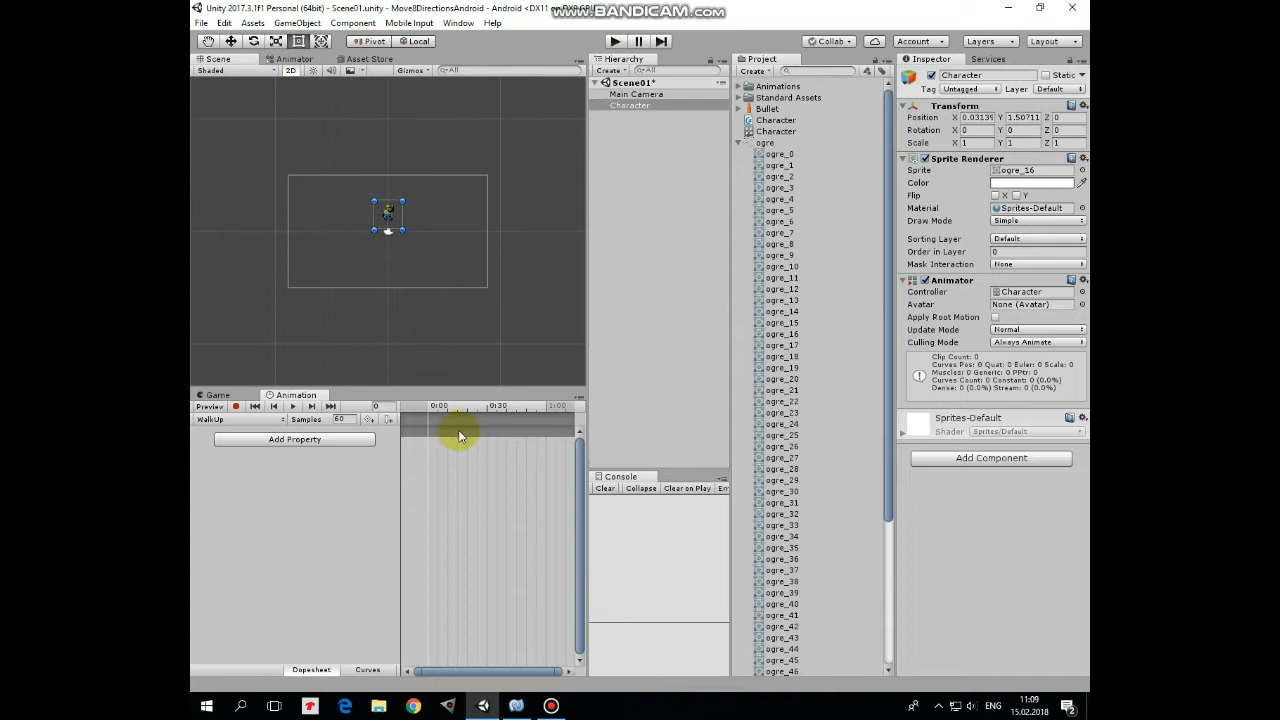 Unity 2017.3.1f1 Personal (64bit) - Scene01.unity - Move8DirectionsAndroid - Android <DX11 on DX9 GPU>
www.BANDICAM.com
File Edit Assets GameObject Component Mobile Input Window Help
Pivot Local
Collab Account Layers Layout
Scene Animator Asset Store
Shaded 2D Gizmos All
Hierarchy
Create All
Scene01*
Main Camera
Character
Project
Create
Animations
Standard Assets
Bullet
Character
Character
ogre
ogre_0
ogre_1
ogre_2
ogre_3
ogre_4
ogre_5
ogre_6
ogre_7
ogre_8
ogre_9
ogre_10
ogre_11
ogre_12
ogre_13
ogre_14
ogre_15
ogre_16
ogre_17
ogre_18
ogre_19
ogre_20
ogre_21
ogre_22
ogre_23
ogre_24
ogre_25
ogre_26
ogre_27
ogre_28
ogre_29
ogre_30
ogre_31
ogre_32
ogre_33
ogre_34
ogre_35
ogre_36
ogre_37
ogre_38
ogre_39
ogre_40
ogre_41
ogre_42
ogre_43
ogre_44
ogre_45
ogre_46
Inspector Services
Character Static
Tag Untagged Layer Default
Transform
Position X 0.03139 Y 1.50711 Z 0
Rotation X 0 Y 0 Z 0
Scale X 1 Y 1 Z 1
Sprite Renderer
Sprite ogre_16
Color
Flip X Y
Material Sprites-Default
Draw Mode Simple
Sorting Layer Default
Order in Layer 0
Mask Interaction None
Animator
Controller Character
Avatar None (Avatar)
Apply Root Motion
Update Mode Normal
Culling Mode Always Animate
Clip Count: 0
Curves Pos: 0 Quat: 0 Euler: 0 Scale: 0
Muscles: 0 Generic: 0 PPtr: 0
Curves Count: 0 Constant: 0 (0.0%)
Dense: 0 (0.0%) Stream: 0 (0.0%)
Sprites-Default
Shader Sprites/Default
Add Component
Game Animation
Preview 0 0:00 0:30 1:00
WalkUp Samples 60
Add Property
Dopesheet Curves
Console
Clear Collapse Clear on Play
ENG
11:09
15.02.2018
2